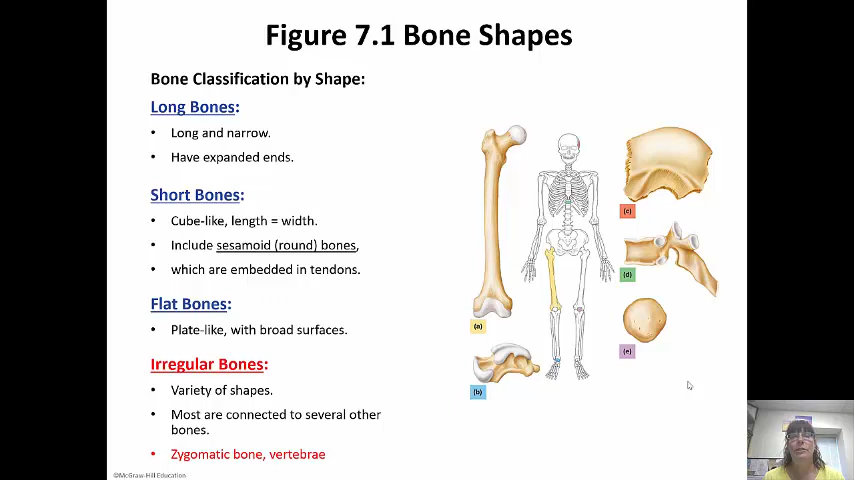 Figure 7.1 Bone Shapes
Bone Classification by Shape:
Long Bones:
• Long and narrow.
• Have expanded ends.
Short Bones:
• Cube-like, length = width.
• Include sesamoid (round) bones,
• which are embedded in tendons.
Flat Bones:
• Plate-like, with broad surfaces.
Irregular Bones:
• Variety of shapes.
• Most are connected to several other
bones.
• Zygomatic bone, vertebrae
(c)
(d)
(a)
(e)
(b)
©McGraw-Hill Education